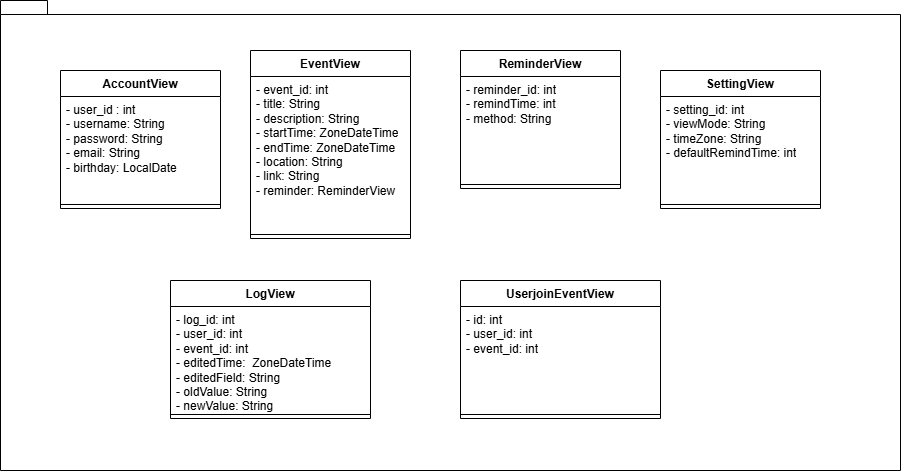 AccountView
- user_id : int
- username: String
- password: String
- email: String
- birthday: LocalDate
EventView
- event_id: int
- title: String
- description: String
- startTime: ZoneDateTime
- endTime: ZoneDateTime
- location: String
- link: String
- reminder: ReminderView
ReminderView
- reminder_id: int
- remindTime: int
- method: String
SettingView
- setting_id: int
- viewMode: String
- timeZone: String
- defaultRemindTime: int
LogView
- log_id: int
- user_id: int
- event_id: int
- editedTime:  ZoneDateTime
- editedField: String
- oldValue: String
- newValue: String
UserjoinEventView
- id: int
- user_id: int
- event_id: int